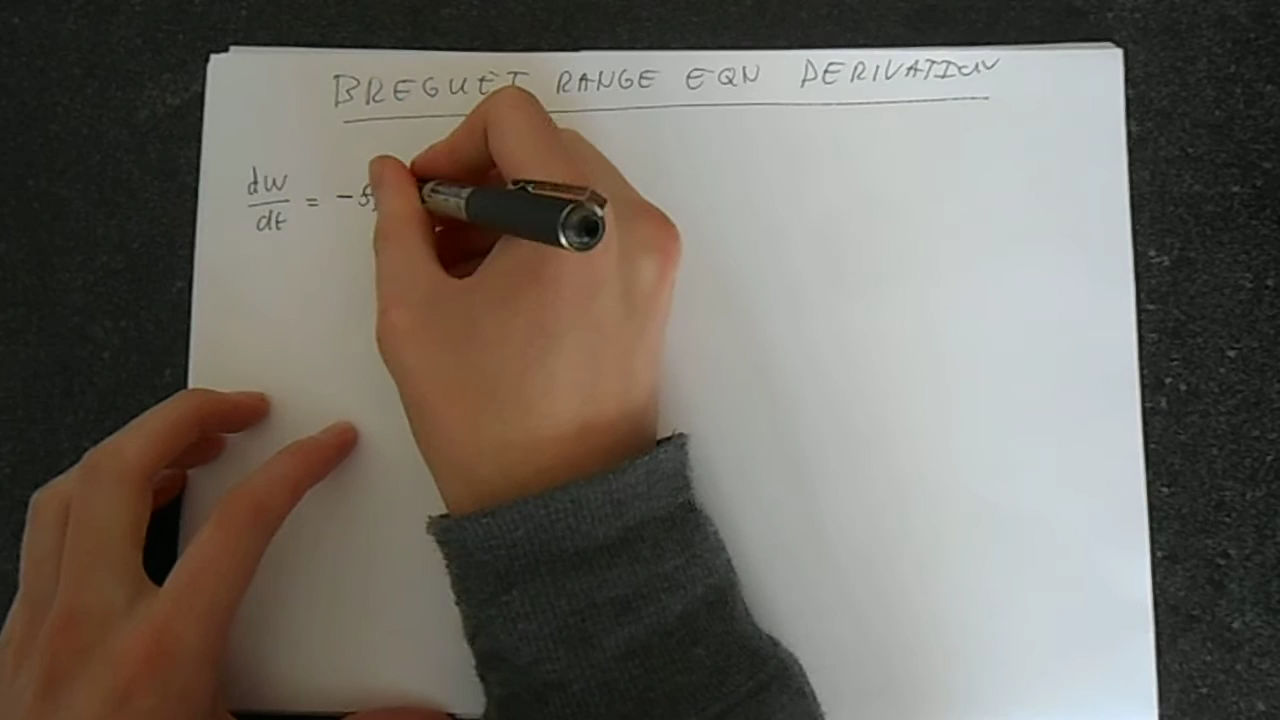 BREGUET RANGE EQN DERIVATION
dw
dt = -f